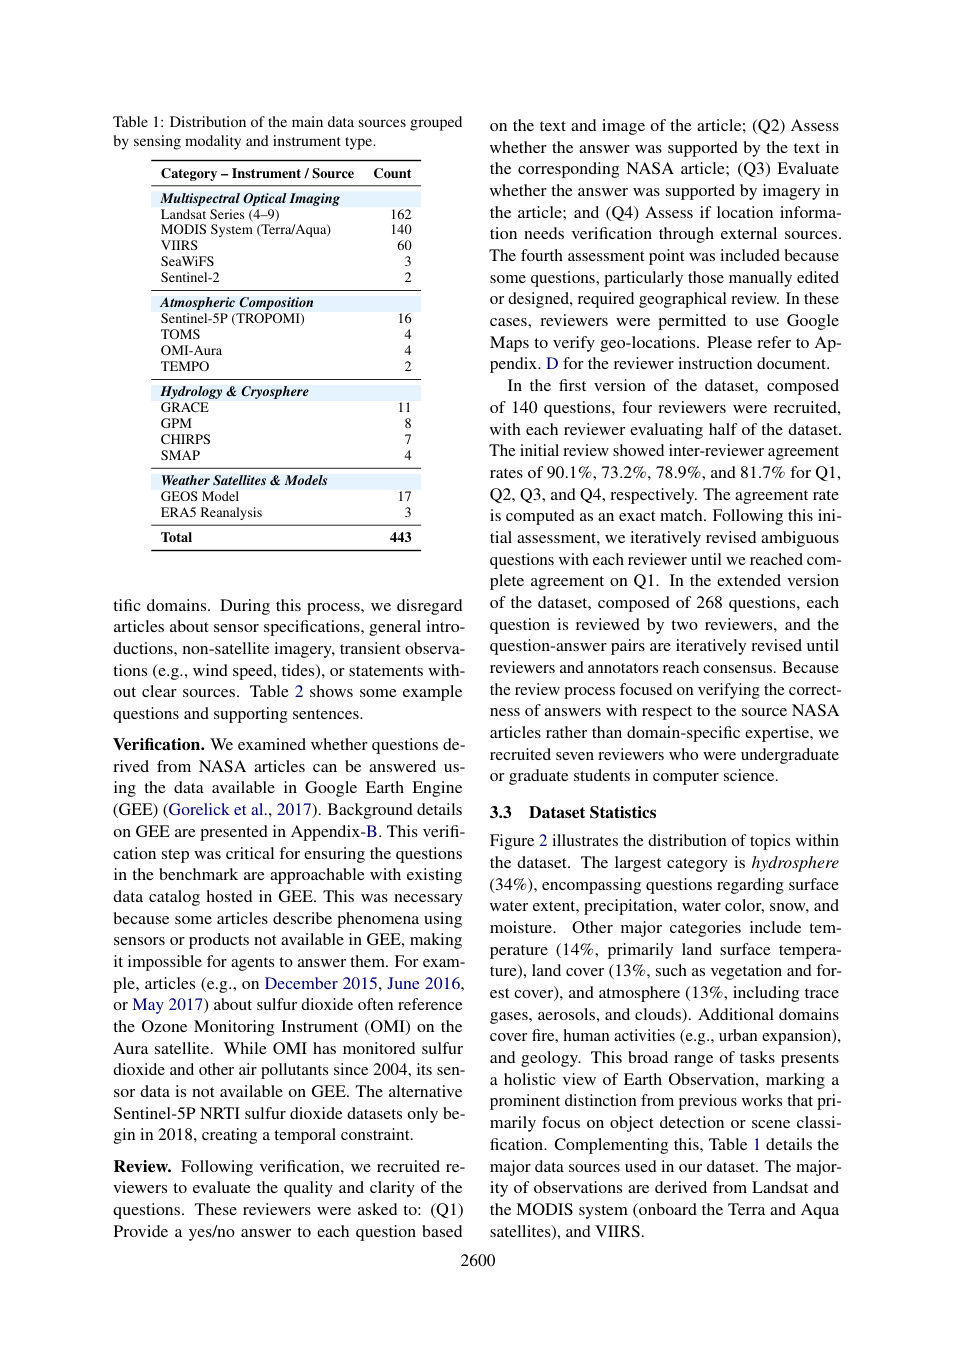 Table 1: Distribution of the main data sources grouped
by sensing modality and instrument type.
Category – Instrument / Source Count
Multispectral Optical Imaging
Landsat Series (4–9) 162
MODIS System (Terra/Aqua) 140
VIIRS 60
SeaWiFS 3
Sentinel-2 2
Atmospheric Composition
Sentinel-5P (TROPOMI) 16
TOMS 4
OMI-Aura 4
TEMPO 2
Hydrology & Cryosphere
GRACE 11
GPM 8
CHIRPS 7
SMAP 4
Weather Satellites & Models
GEOS Model 17
ERA5 Reanalysis 3
Total 443
tific domains. During this process, we disregard
articles about sensor specifications, general intro-
ductions, non-satellite imagery, transient observa-
tions (e.g., wind speed, tides), or statements with-
out clear sources. Table 2 shows some example
questions and supporting sentences.
Verification. We examined whether questions de-
rived from NASA articles can be answered us-
ing the data available in Google Earth Engine
(GEE) (Gorelick et al., 2017). Background details
on GEE are presented in Appendix-B. This verifi-
cation step was critical for ensuring the questions
in the benchmark are approachable with existing
data catalog hosted in GEE. This was necessary
because some articles describe phenomena using
sensors or products not available in GEE, making
it impossible for agents to answer them. For exam-
ple, articles (e.g., on December 2015, June 2016,
or May 2017) about sulfur dioxide often reference
the Ozone Monitoring Instrument (OMI) on the
Aura satellite. While OMI has monitored sulfur
dioxide and other air pollutants since 2004, its sen-
sor data is not available on GEE. The alternative
Sentinel-5P NRTI sulfur dioxide datasets only be-
gin in 2018, creating a temporal constraint.
Review. Following verification, we recruited re-
viewers to evaluate the quality and clarity of the
questions. These reviewers were asked to: (Q1)
Provide a yes/no answer to each question based
on the text and image of the article; (Q2) Assess
whether the answer was supported by the text in
the corresponding NASA article; (Q3) Evaluate
whether the answer was supported by imagery in
the article; and (Q4) Assess if location informa-
tion needs verification through external sources.
The fourth assessment point was included because
some questions, particularly those manually edited
or designed, required geographical review. In these
cases, reviewers were permitted to use Google
Maps to verify geo-locations. Please refer to Ap-
pendix. D for the reviewer instruction document.
In the first version of the dataset, composed
of 140 questions, four reviewers were recruited,
with each reviewer evaluating half of the dataset.
The initial review showed inter-reviewer agreement
rates of 90.1%, 73.2%, 78.9%, and 81.7% for Q1,
Q2, Q3, and Q4, respectively. The agreement rate
is computed as an exact match. Following this ini-
tial assessment, we iteratively revised ambiguous
questions with each reviewer until we reached com-
plete agreement on Q1. In the extended version
of the dataset, composed of 268 questions, each
question is reviewed by two reviewers, and the
question-answer pairs are iteratively revised until
reviewers and annotators reach consensus. Because
the review process focused on verifying the correct-
ness of answers with respect to the source NASA
articles rather than domain-specific expertise, we
recruited seven reviewers who were undergraduate
or graduate students in computer science.
3.3 Dataset Statistics
Figure 2 illustrates the distribution of topics within
the dataset. The largest category is hydrosphere
(34%), encompassing questions regarding surface
water extent, precipitation, water color, snow, and
moisture. Other major categories include tem-
perature (14%, primarily land surface tempera-
ture), land cover (13%, such as vegetation and for-
est cover), and atmosphere (13%, including trace
gases, aerosols, and clouds). Additional domains
cover fire, human activities (e.g., urban expansion),
and geology. This broad range of tasks presents
a holistic view of Earth Observation, marking a
prominent distinction from previous works that pri-
marily focus on object detection or scene classi-
fication. Complementing this, Table 1 details the
major data sources used in our dataset. The major-
ity of observations are derived from Landsat and
the MODIS system (onboard the Terra and Aqua
satellites), and VIIRS.
2600